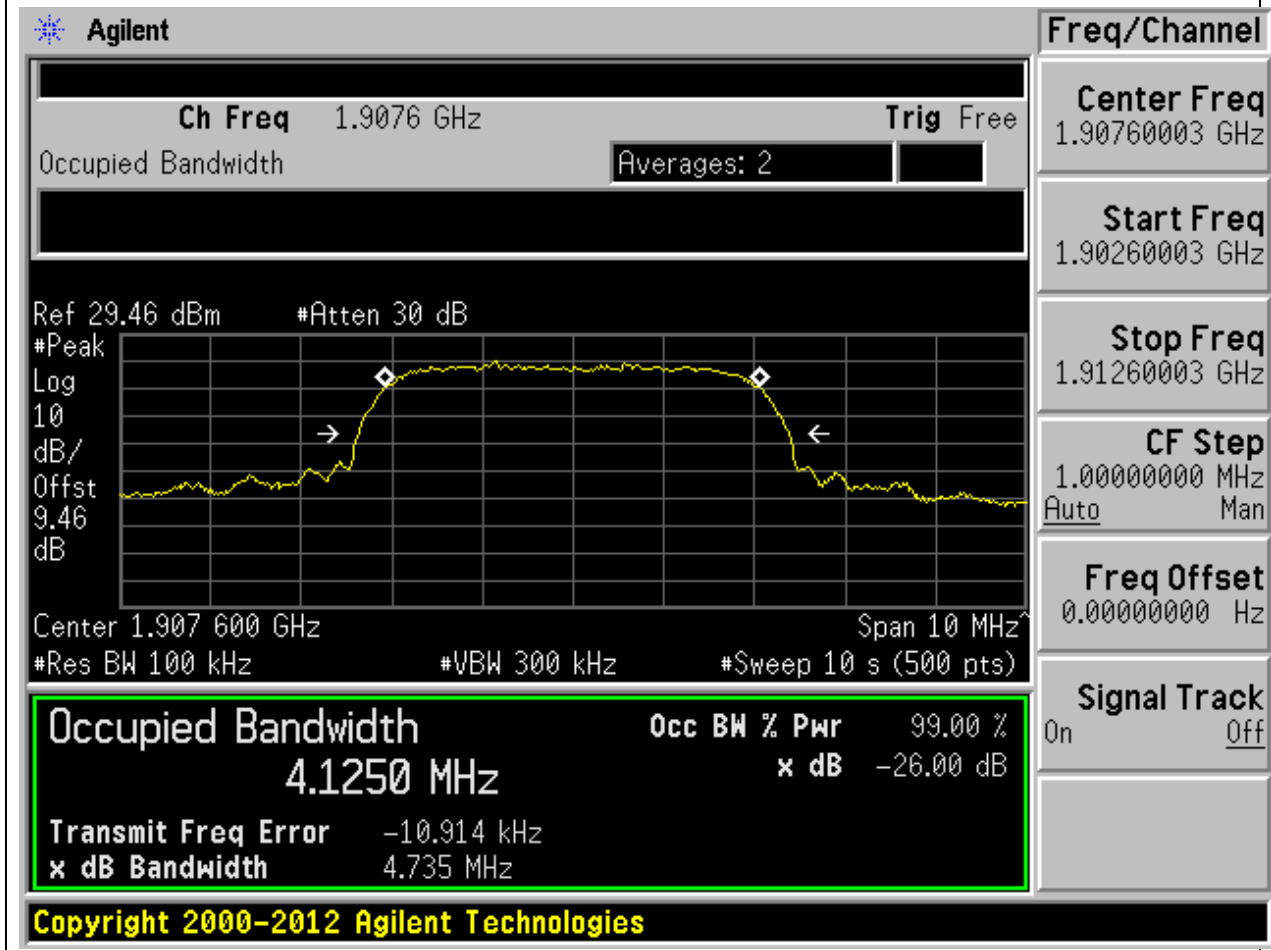 Agilent
Freq/Channel
Ch Freq 1.9076 GHz Trig Free
Occupied Bandwidth Averages: 2
Center Freq
1.90760003 GHz
Start Freq
1.90260003 GHz
Stop Freq
1.91260003 GHz
CF Step
1.00000000 MHz
Auto Man
Freq Offset
0.00000000 Hz
Signal Track
On Off
Ref 29.46 dBm #Atten 30 dB
#Peak
Log
10
dB/
Offst
9.46
dB
Center 1.907 600 GHz Span 10 MHz^
#Res BW 100 kHz #VBW 300 kHz #Sweep 10 s (500 pts)
Occupied Bandwidth Occ BW % Pwr 99.00 %
4.1250 MHz x dB -26.00 dB
Transmit Freq Error -10.914 kHz
x dB Bandwidth 4.735 MHz
Copyright 2000-2012 Agilent Technologies